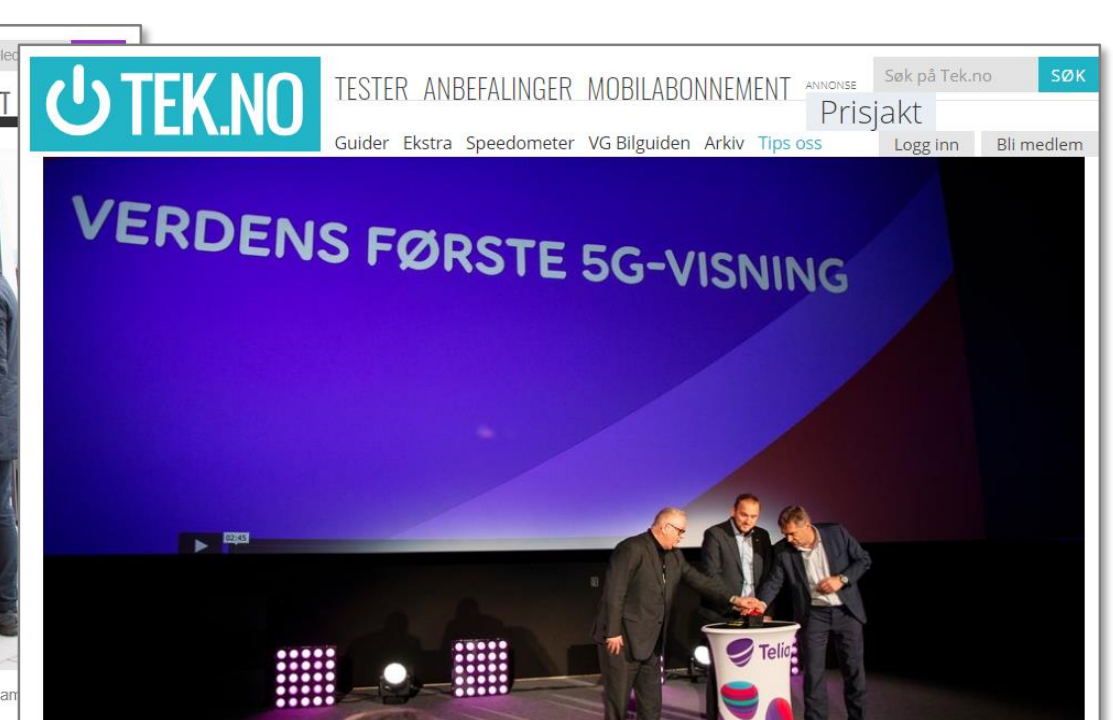 TEK.NO
TESTER ANBEFALINGER MOBILABONNEMENT ANNONSE
Prisjakt
Søk på Tek.no SØK
Guider Ekstra Speedometer VG Bilguiden Arkiv Tips oss
Logg inn Bli medlem
VERDENS FØRSTE 5G-VISNING
02:45
Telia